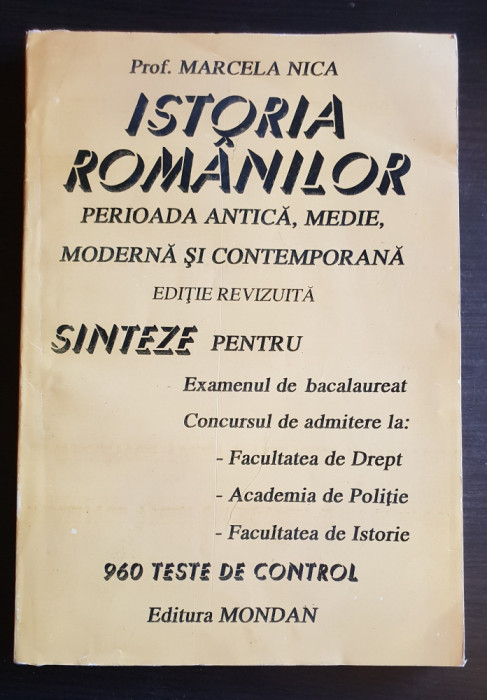 Prof. MARCELA NICA
ISTORIA
ROMÂNILOR
PERIOADA ANTICĂ, MEDIE,
MODERNĂ ŞI CONTEMPORANĂ
EDIŢIE REVIZUITĂ
SINTEZE PENTRU
Examenul de bacalaureat
Concursul de admitere la:
- Facultatea de Drept
- Academia de Poliţie
- Facultatea de Istorie
960 TESTE DE CONTROL
Editura MONDAN